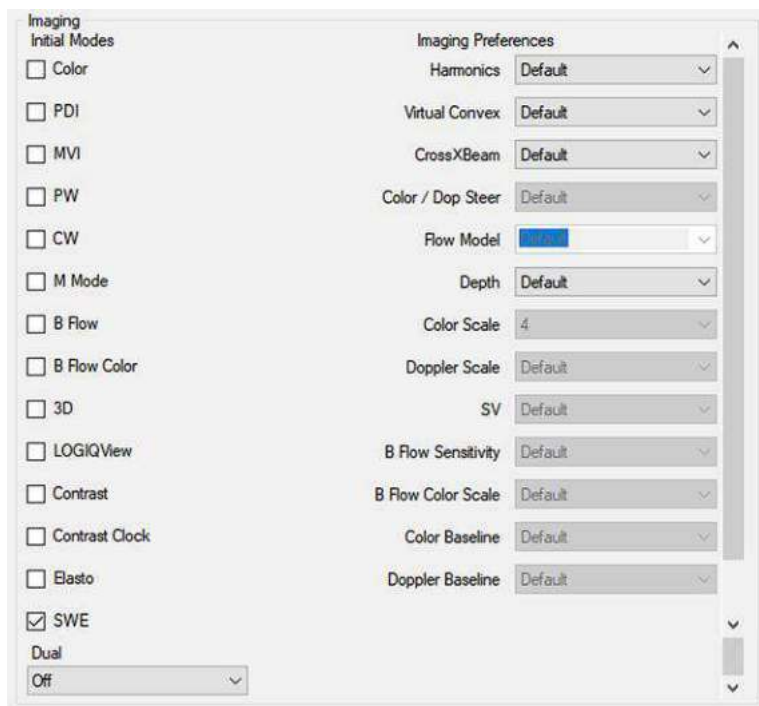 Imaging
Initial Modes Imaging Preferences
Color Harmonics Default
PDI Virtual Convex Default
MVI CrossXBeam Default
PW Color / Dop Steer Default
CW Flow Model Default
M Mode Depth Default
B Flow Color Scale 4
B Flow Color Doppler Scale Default
3D SV Default
LOGIQView B Flow Sensitivity Default
Contrast B Flow Color Scale Default
Contrast Clock Color Baseline Default
Elasto Doppler Baseline Default
SWE
Dual
Off